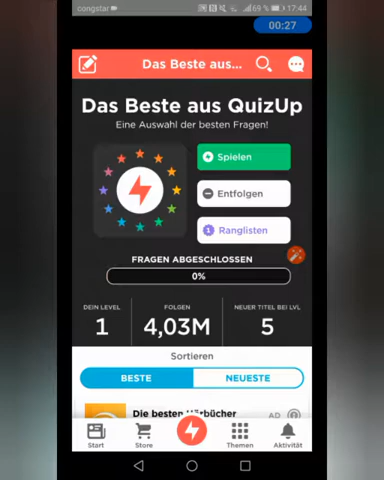 congstar
69 % 17:44
00:27
Das Beste aus...
Das Beste aus QuizUp
Eine Auswahl der besten Fragen!
Spielen
Entfolgen
1 Ranglisten
FRAGEN ABGESCHLOSSEN
0%
DEIN LEVEL FOLGEN NEUER TITEL BEI LVL
1 4,03M 5
Sortieren
BESTE NEUESTE
Die besten Hörbücher AD
Start Store Themen Aktivität